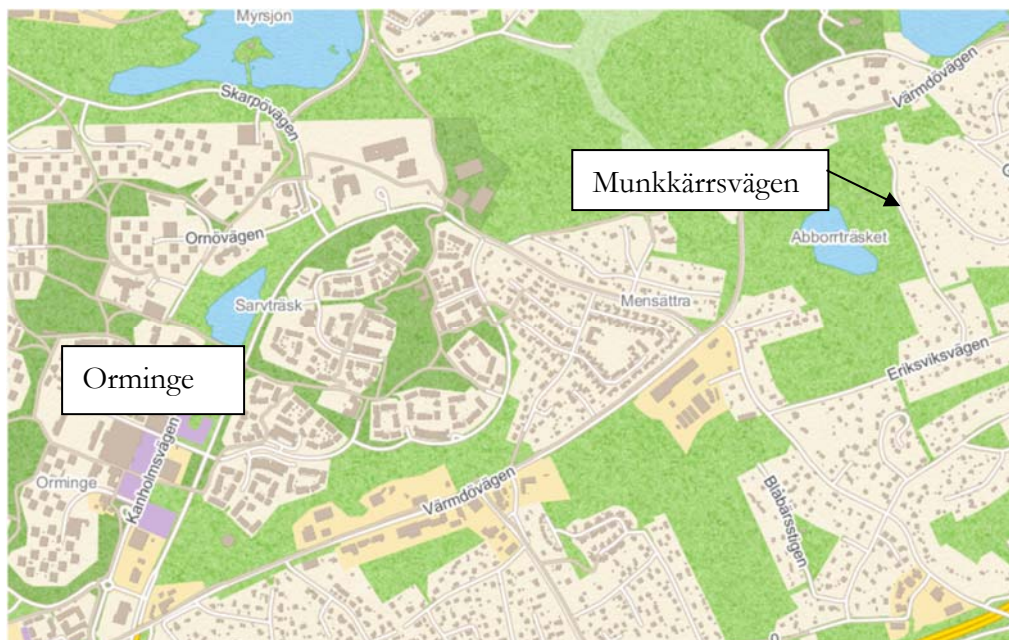 Myrsjön
Värmdövägen
Skarpövägen
Munkkärrsvägen
Ornövägen
Abborrträsket
Sarvträsk
Mensättra
Eriksviksvägen
Orminge
Kanholmsvägen
Orminge
Värmdövägen
Blåbärsstigen